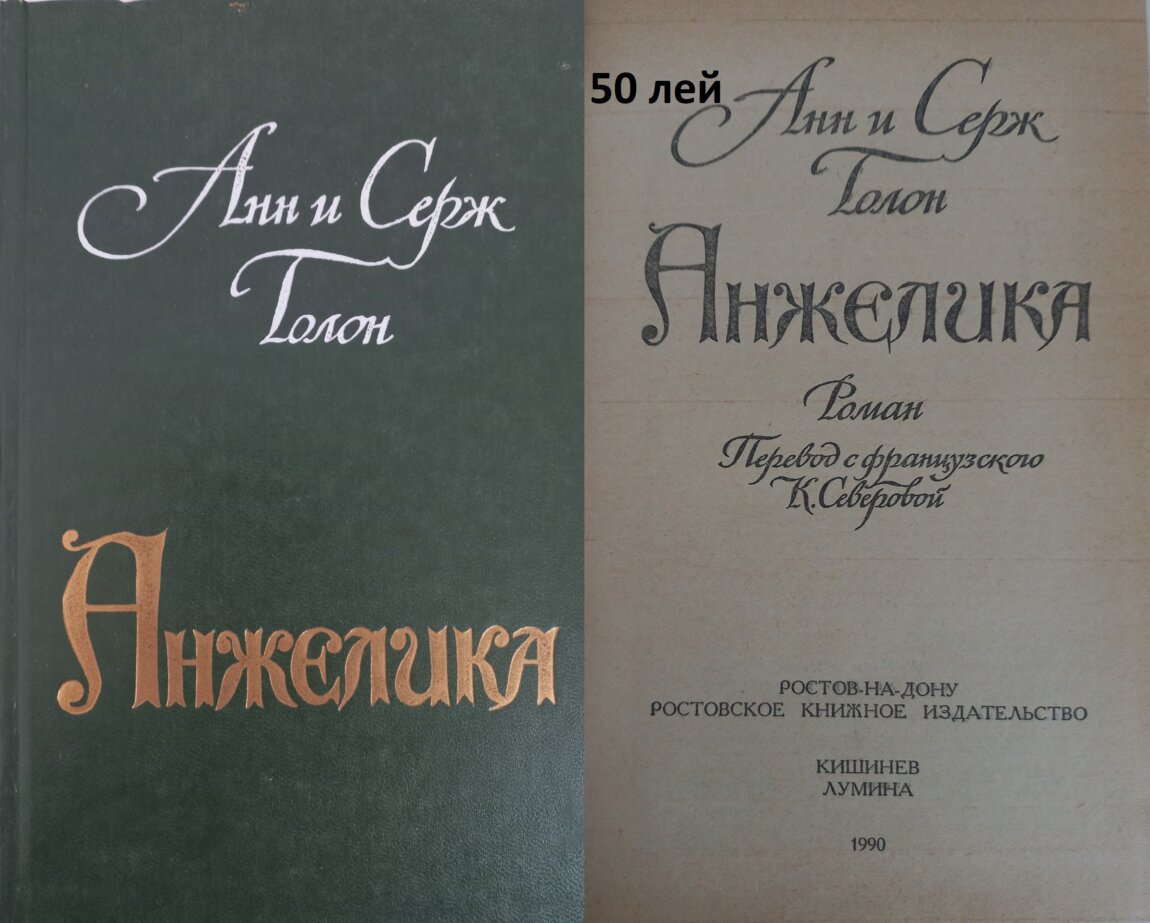 Анн и Серж
Голон
Анжелика
50 лей
Анн и Серж
Голон
Анжелика
Роман
Перевод с французского
К. Северовой
РОСТОВ-НА-ДОНУ
РОСТОВСКОЕ КНИЖНОЕ ИЗДАТЕЛЬСТВО
КИШИНЕВ
ЛУМИНА
1990